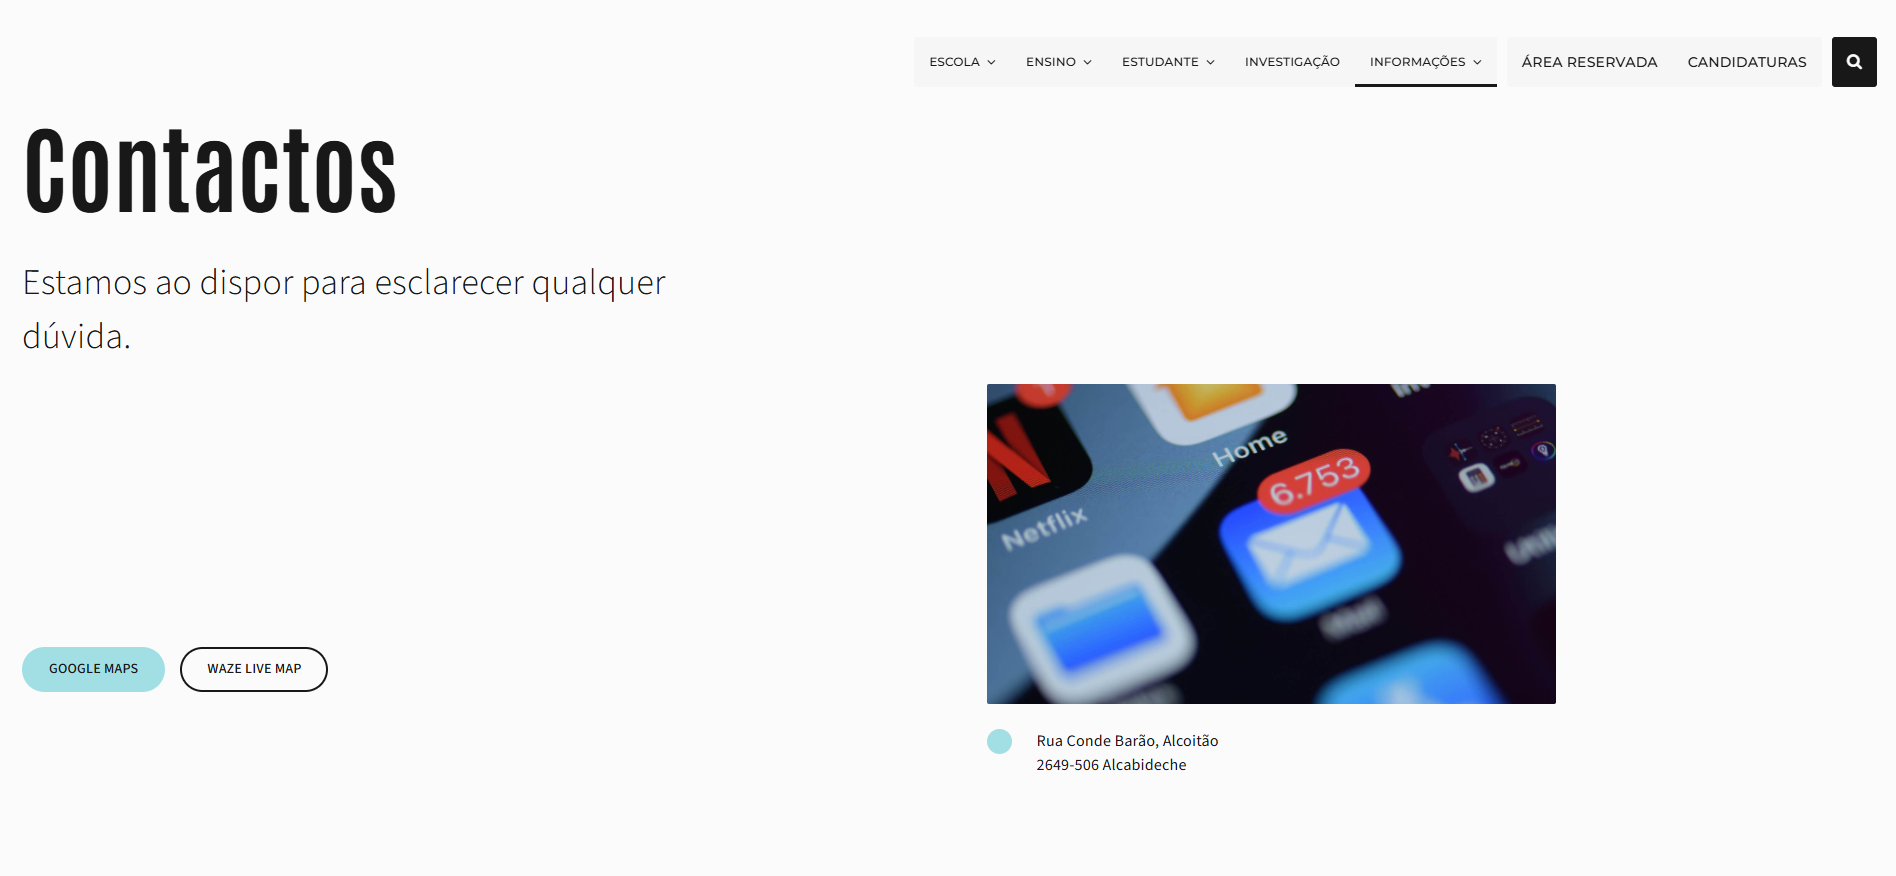 ESCOLA
ENSINO
ESTUDANTE
INVESTIGAÇÃO
INFORMAÇÕES
ÁREA RESERVADA
CANDIDATURAS
Contactos
Estamos ao dispor para esclarecer qualquer
dúvida.
Home
6.753
Netflix
GOOGLE MAPS
WAZE LIVE MAP
Rua Conde Barão, Alcoitão
2649-506 Alcabideche